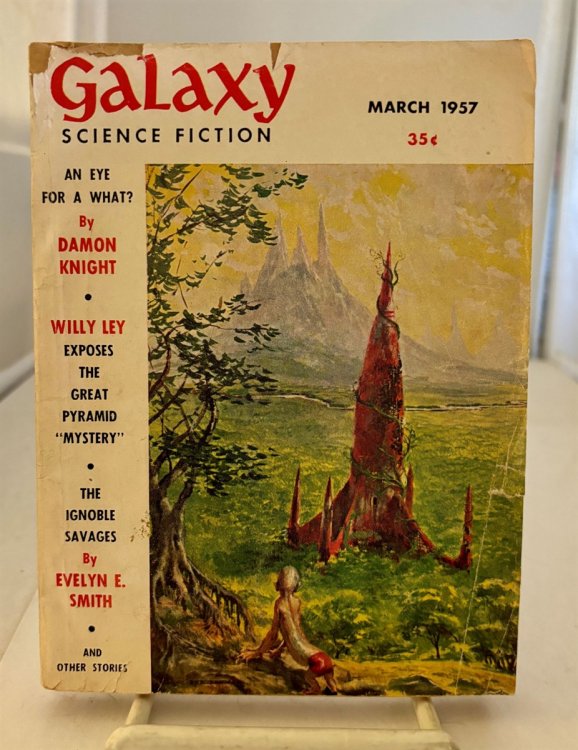 Galaxy
SCIENCE FICTION
MARCH 1957
35¢
AN EYE
FOR A WHAT?
By
DAMON
KNIGHT
•
WILLY LEY
EXPOSES
THE
GREAT
PYRAMID
"MYSTERY"
•
THE
IGNOBLE
SAVAGES
By
EVELYN E.
SMITH
•
AND
OTHER STORIES